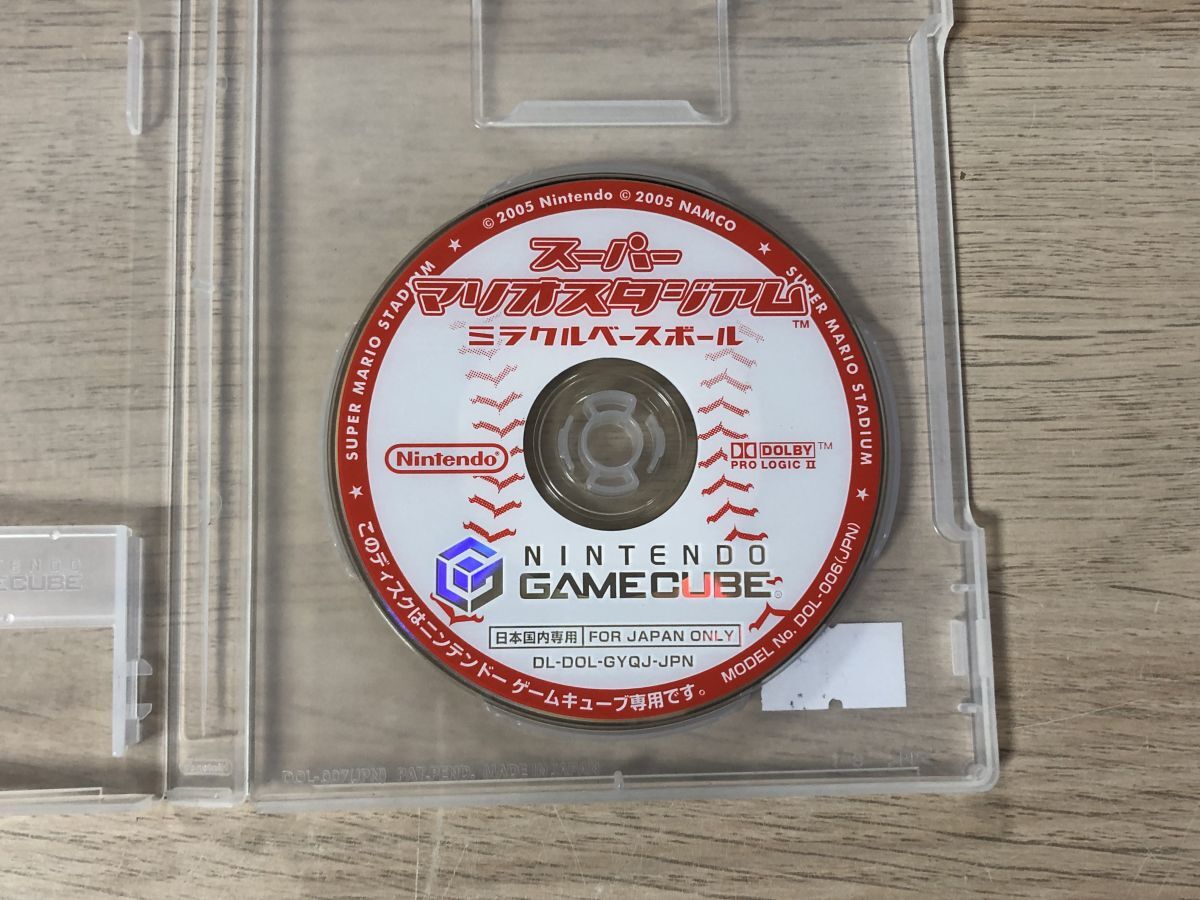 © 2005 Nintendo © 2005 NAMCO
SUPER MARIO STADIUM
SUPER MARIO STADIUM
スーパー
マリオスタジアム
TM
ミラクルベースボール
Nintendo
DOLBY TM
PRO LOGIC II
NINTENDO
GAMECUBE®
日本国内専用 FOR JAPAN ONLY
DL-DOL-GYQJ-JPN
このディスクはニンテンドー ゲームキューブ専用です。
MODEL No. DOL-006(JPN)
CUBE
DOL-007(JPN) PAT.PEND. MADE IN JAPAN